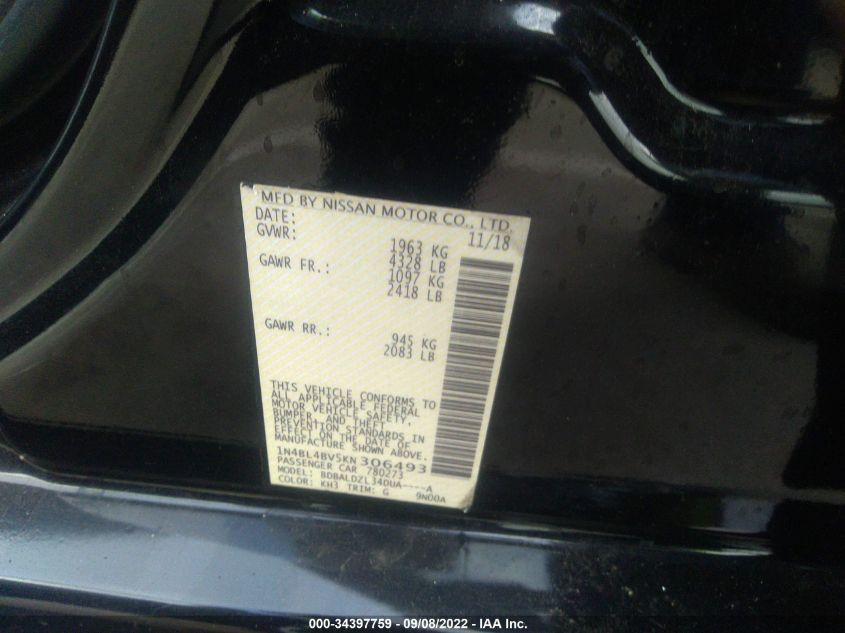 MFD BY NISSAN MOTOR CO., LTD.
DATE: 11/18
GVWR: 1963 KG
4328 LB
GAWR FR.: 1097 KG
2418 LB
GAWR RR.: 945 KG
2083 LB
THIS VEHICLE CONFORMS TO
ALL APPLICABLE FEDERAL
MOTOR VEHICLE SAFETY,
BUMPER, AND THEFT
PREVENTION STANDARDS IN
EFFECT ON THE DATE OF
MANUFACTURE SHOWN ABOVE.
1N4BL4BV5KN306493
PASSENGER CAR 780273
MODEL: BDBALDZL34DUA----A
COLOR: KH3 TRIM: G 9N00A
000-34397759 - 09/08/2022 - IAA Inc.